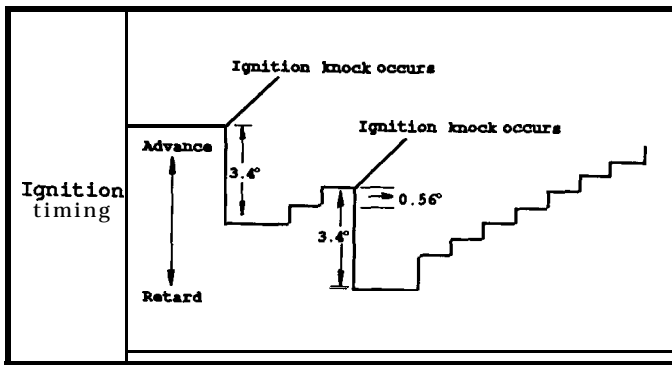 Ignition knock occurs
Ignition knock occurs
Advance
3.4°
0.56°
Ignition
timing
3.4°
Retard